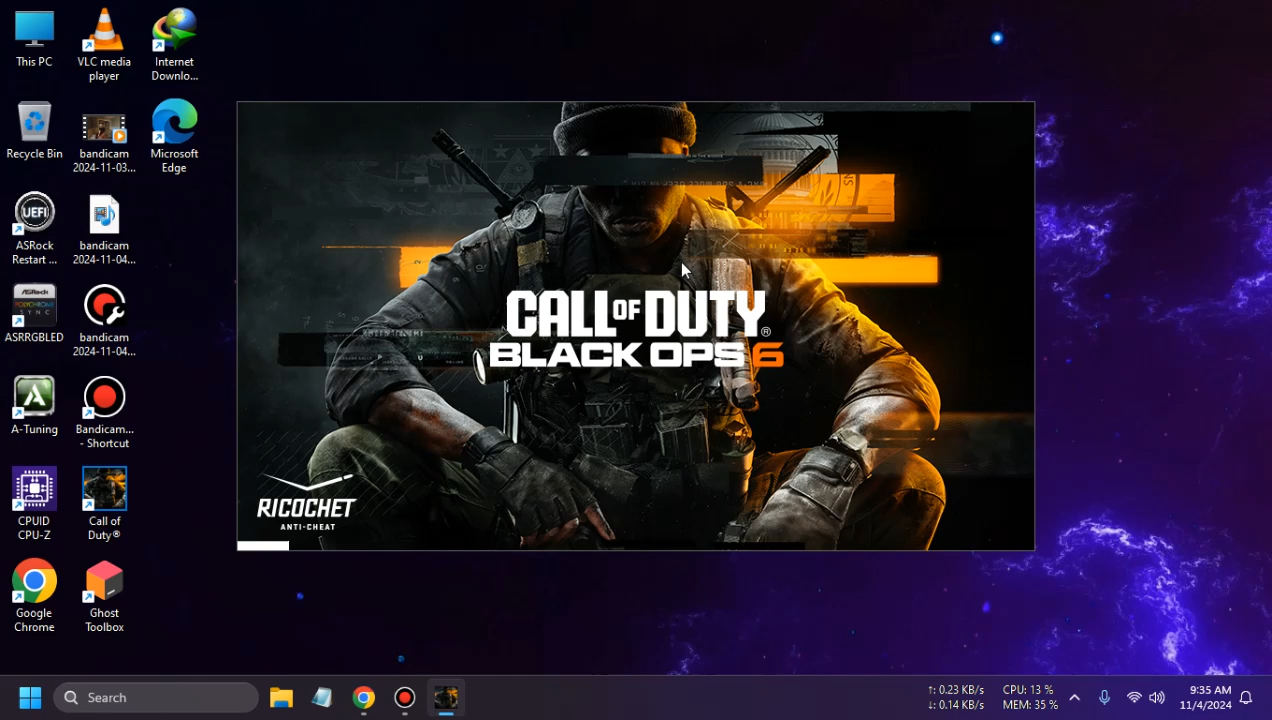 This PC
VLC media
player
Internet
Downlo...
Recycle Bin
bandicam
2024-11-03...
Microsoft
Edge
UEFI
ASRock
Restart ...
bandicam
2024-11-04...
ASRock
POLYCHROME
SYNC
ASRRGBLED
bandicam
2024-11-04...
A-Tuning
Bandicam...
- Shortcut
CPUID
CPU-Z
Call of
Duty®
Google
Chrome
Ghost
Toolbox
CALL OF DUTY®
BLACK OPS 6
RICOCHET
ANTI-CHEAT
Search
↑: 0.23 KB/s
↓: 0.14 KB/s
CPU: 13 %
MEM: 35 %
9:35 AM
11/4/2024